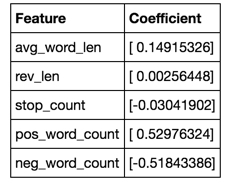 Feature Coefficient
avg_word_len [ 0.14915326]
rev_len [ 0.00256448]
stop_count [-0.03041902]
pos_word_count [ 0.52976324]
neg_word_count [-0.51843386]